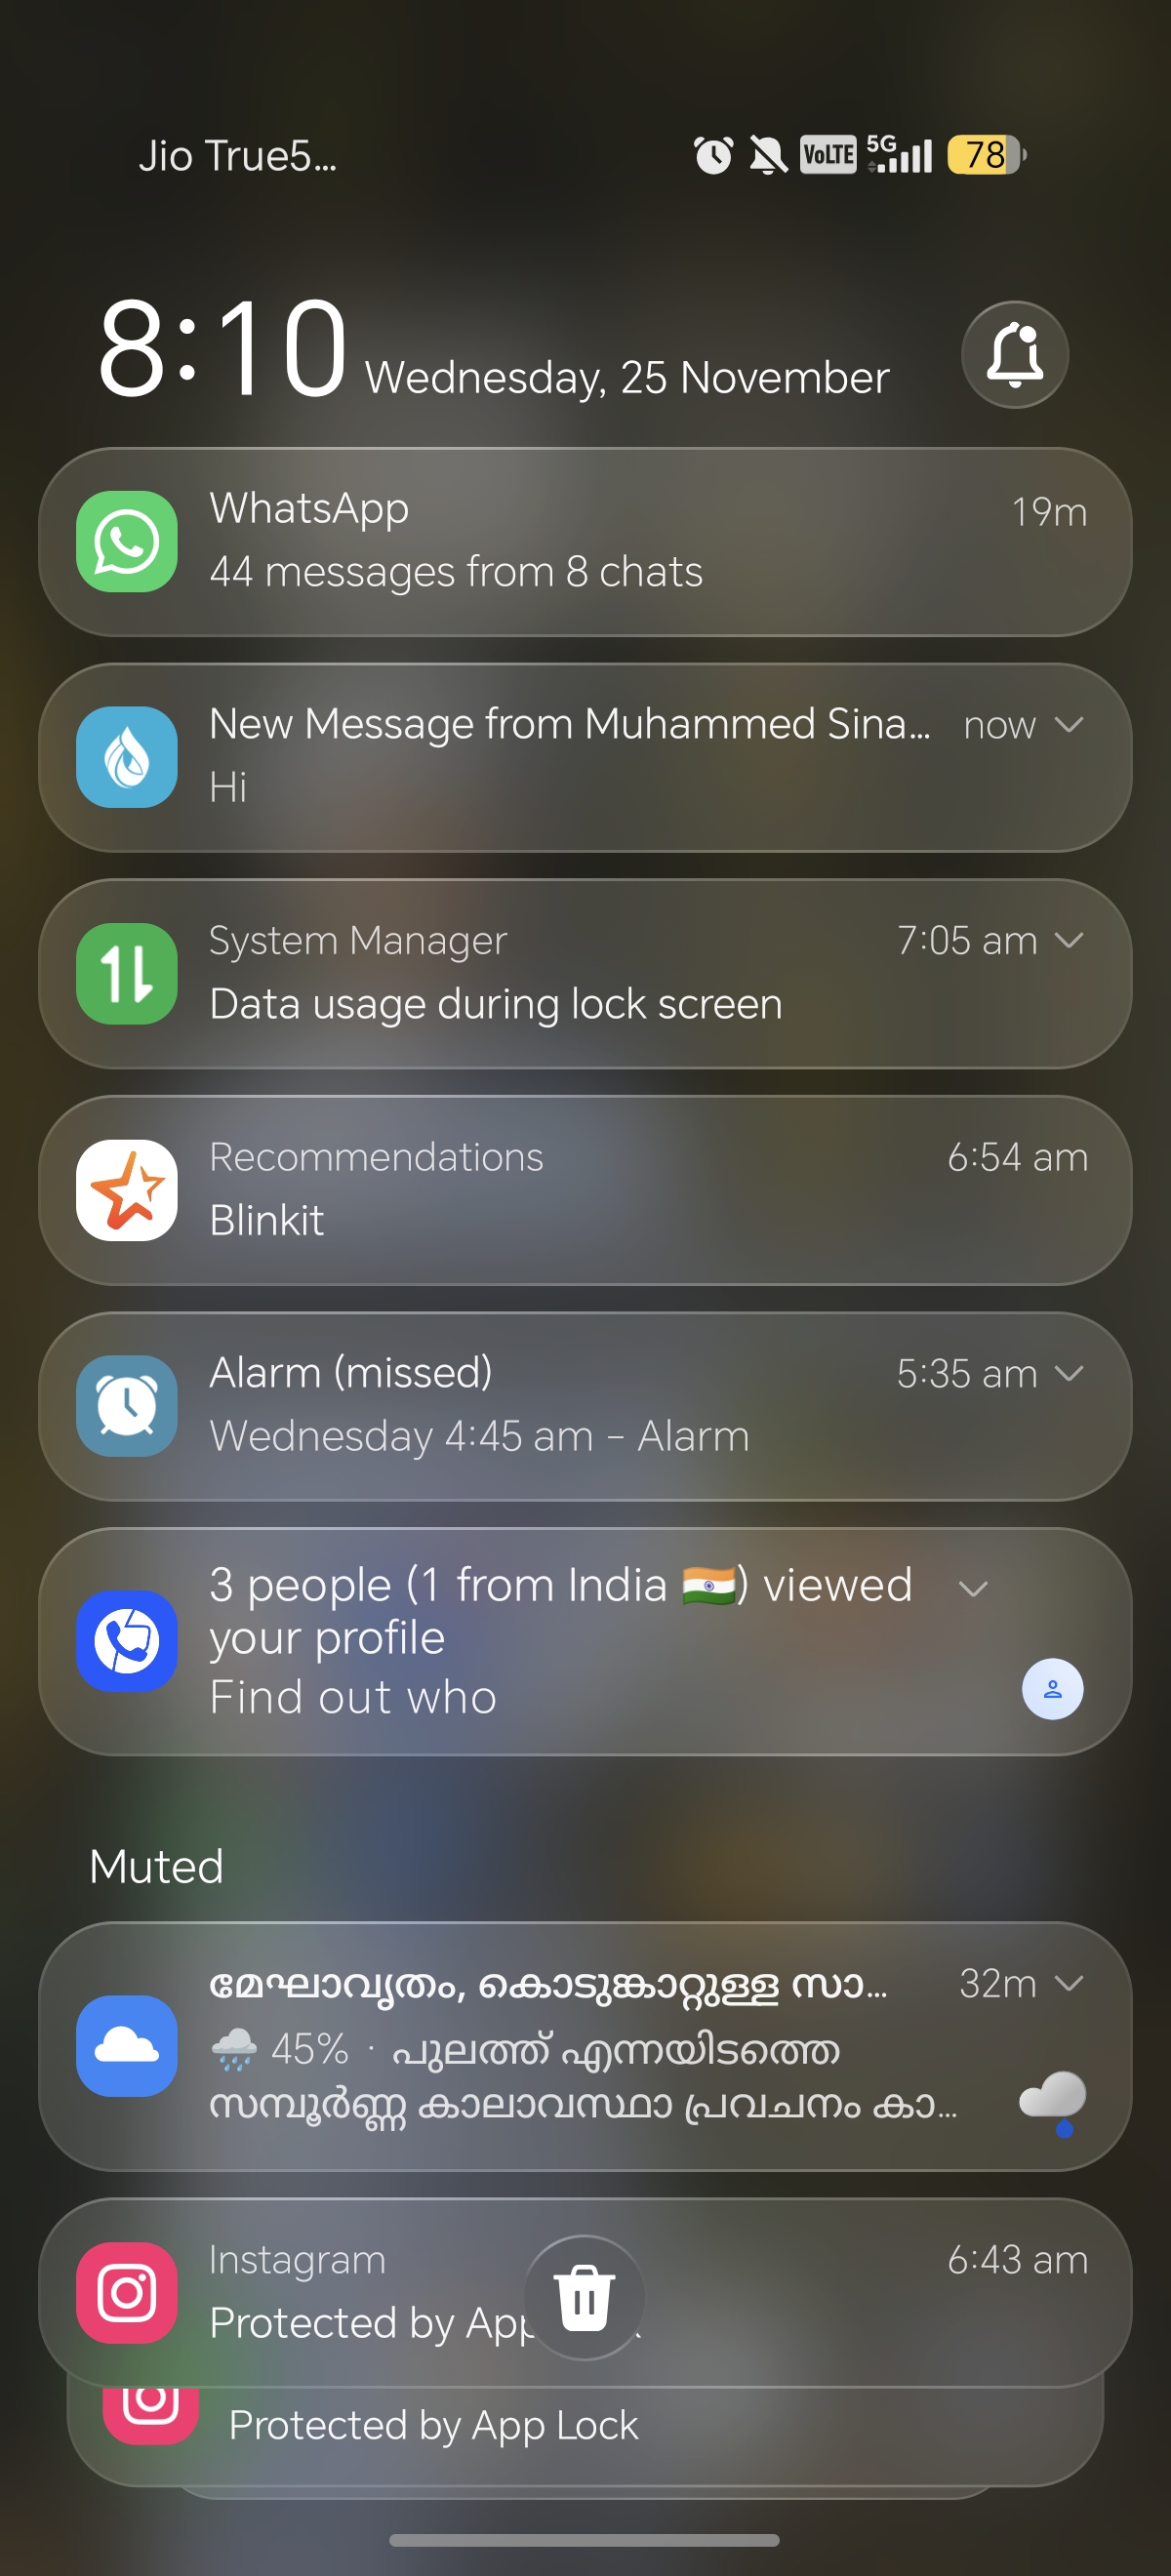 Jio True5...
VoLTE 5G 78
8:10 Wednesday, 25 November
WhatsApp 19m
44 messages from 8 chats
New Message from Muhammed Sina... now
Hi
System Manager 7:05 am
Data usage during lock screen
Recommendations 6:54 am
Blinkit
Alarm (missed) 5:35 am
Wednesday 4:45 am – Alarm
3 people (1 from India 🇮🇳) viewed
your profile
Find out who
Muted
മേഘാവൃതം, കൊടുങ്കാറ്റുള്ള സാ... 32m
🌧️ 45% · പുലത്ത് എന്നയിടത്തെ
സമ്പൂർണ്ണ കാലാവസ്ഥാ പ്രവചനം കാ...
Instagram 6:43 am
Protected by App
Protected by App Lock